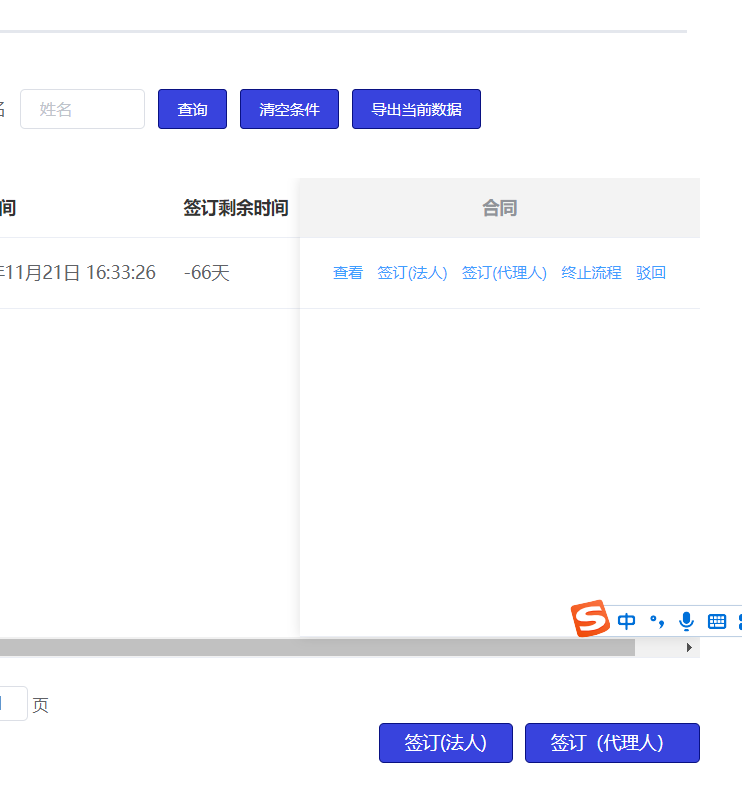 名 姓名 查询 清空条件 导出当前数据
间 签订剩余时间 合同
年11月21日 16:33:26 -66天 查看 签订(法人) 签订(代理人) 终止流程 驳回
S 中
页
签订(法人) 签订（代理人）